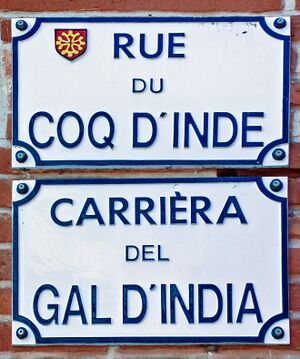 RUE
DU
COQ D'INDE
CARRIÈRA
DEL
GAL D'INDIA